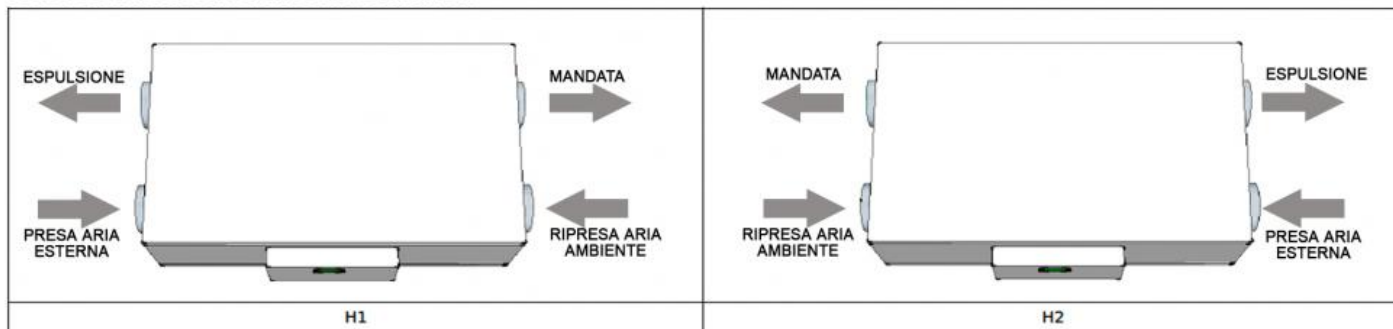 ESPULSIONE
MANDATA
PRESA ARIA
ESTERNA
RIPRESA ARIA
AMBIENTE
H1
MANDATA
ESPULSIONE
RIPRESA ARIA
AMBIENTE
PRESA ARIA
ESTERNA
H2